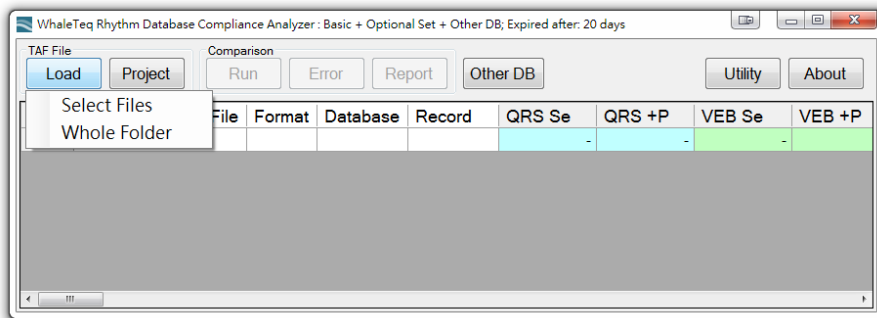 WhaleTeq Rhythm Database Compliance Analyzer : Basic + Optional Set + Other DB; Expired after: 20 days
TAF File
Comparison
Load Project Run Error Report Other DB Utility About
Select Files
Whole Folder
File Format Database Record QRS Se QRS +P VEB Se VEB +P
- - -